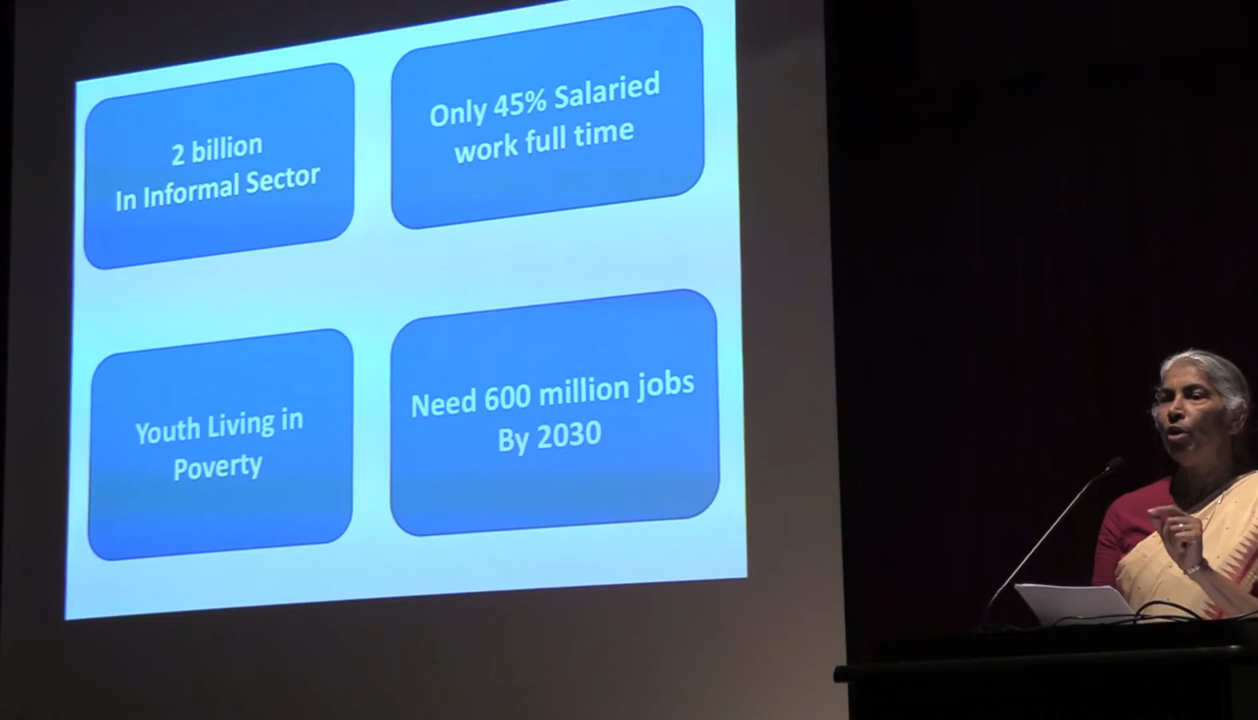 2 billion
In Informal Sector
Only 45% Salaried
work full time
Youth Living in
Poverty
Need 600 million jobs
By 2030